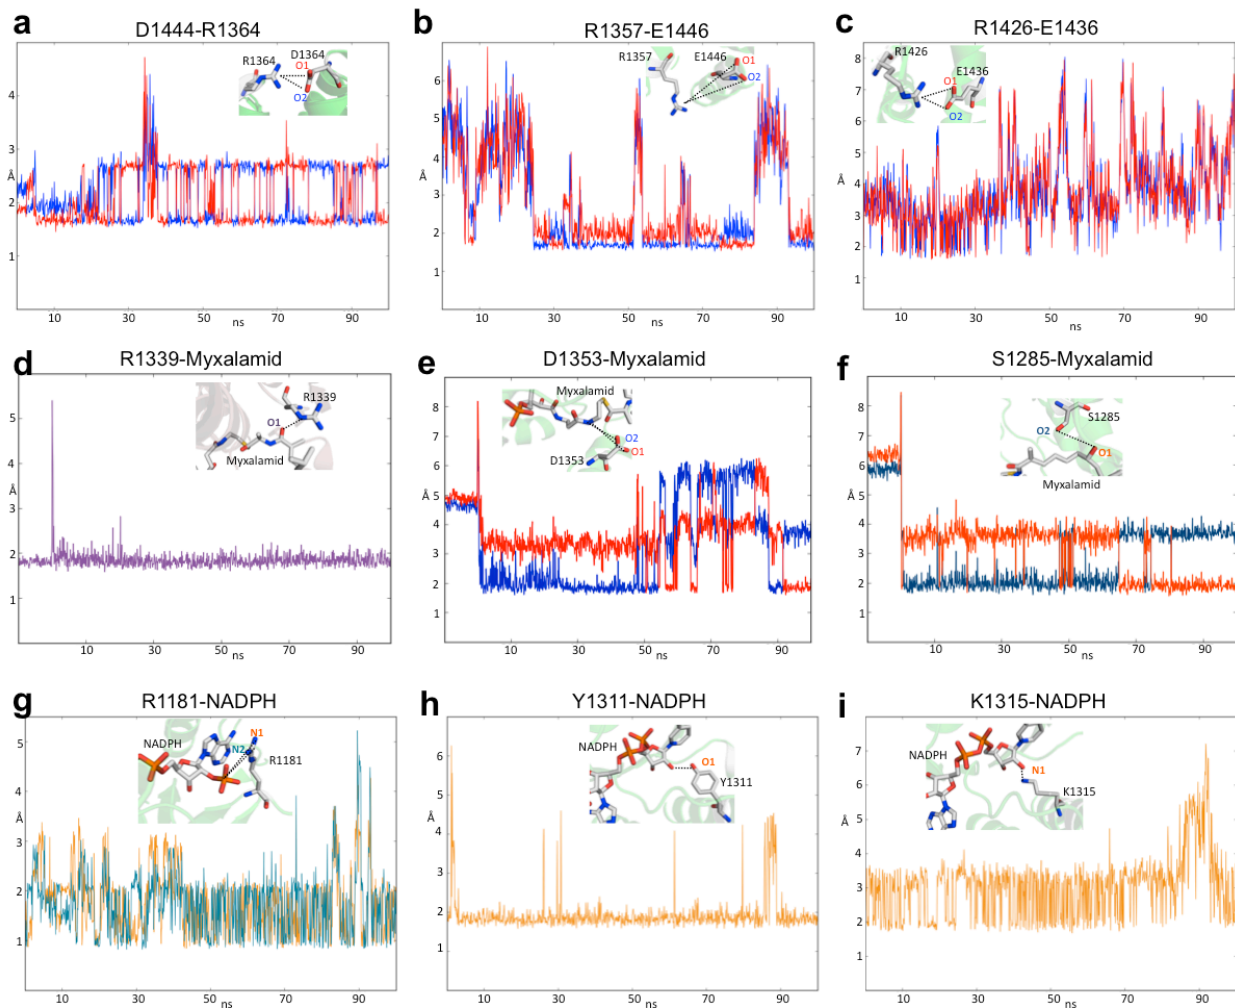 a
D1444-R1364
R1364
D1364
O1
O2
4
3
Å
2
1
10
30
50
70
90
ns
b
R1357-E1446
R1357
E1446
O1
O2
6
5
4
Å
3
2
1
10
30
50
70
90
ns
c
R1426-E1436
R1426
E1436
O1
O2
8
7
6
5
Å
4
3
2
1
10
30
50
70
90
ns
d
R1339-Myxalamid
R1339
O1
Myxalamid
5
4
Å
3
2
1
10
30
50
70
90
ns
e
D1353-Myxalamid
Myxalamid
O2
O1
D1353
8
7
6
Å
5
4
3
2
1
10
30
50
70
90
ns
f
S1285-Myxalamid
S1285
O2
O1
Myxalamid
8
7
6
Å
5
4
3
2
1
10
30
50
70
90
ns
g
R1181-NADPH
NADPH
N1
N2
R1181
5
4
Å
3
2
1
10
30
50
70
90
ns
h
Y1311-NADPH
NADPH
O1
Y1311
6
5
Å
4
3
2
1
10
30
50
70
90
ns
i
K1315-NADPH
NADPH
N1
K1315
7
6
Å
5
4
3
2
1
10
30
50
70
90
ns